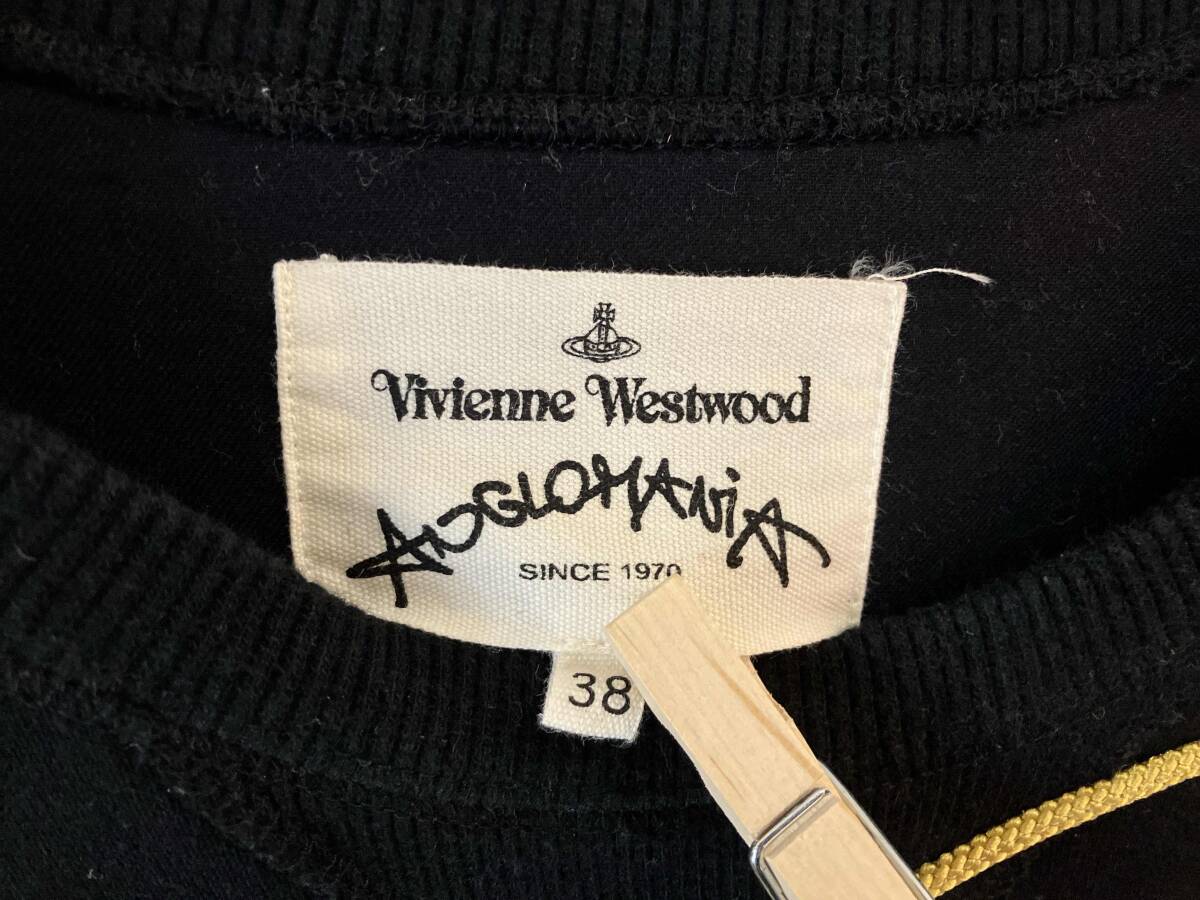 Vivienne Westwood
ANGLOMANiA
SINCE 1970
38